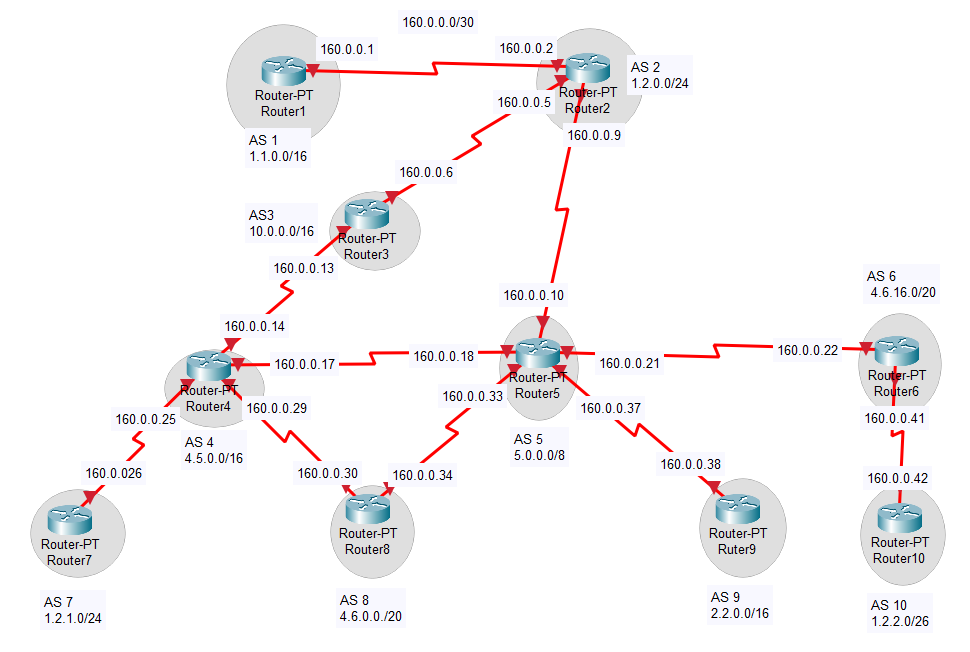 160.0.0.0/30
160.0.0.1
160.0.0.2
Router-PT
Router1
AS 1
1.1.0.0/16
Router-PT
Router2
AS 2
1.2.0.0/24
160.0.0.5
160.0.0.9
160.0.0.6
AS3
10.0.0.0/16
Router-PT
Router3
160.0.0.13
160.0.0.14
160.0.0.10
AS 6
4.6.16.0/20
160.0.0.17
160.0.0.18
160.0.0.21
160.0.0.22
Router-PT
Router4
Router-PT
Router5
Router-PT
Router6
160.0.0.25
160.0.0.29
160.0.0.33
160.0.0.37
160.0.0.41
AS 4
4.5.0.0/16
AS 5
5.0.0.0/8
160.0.026
160.0.0.30
160.0.0.34
160.0.0.38
160.0.0.42
Router-PT
Router7
Router-PT
Router8
Router-PT
Ruter9
Router-PT
Router10
AS 7
1.2.1.0/24
AS 8
4.6.0.0./20
AS 9
2.2.0.0/16
AS 10
1.2.2.0/26